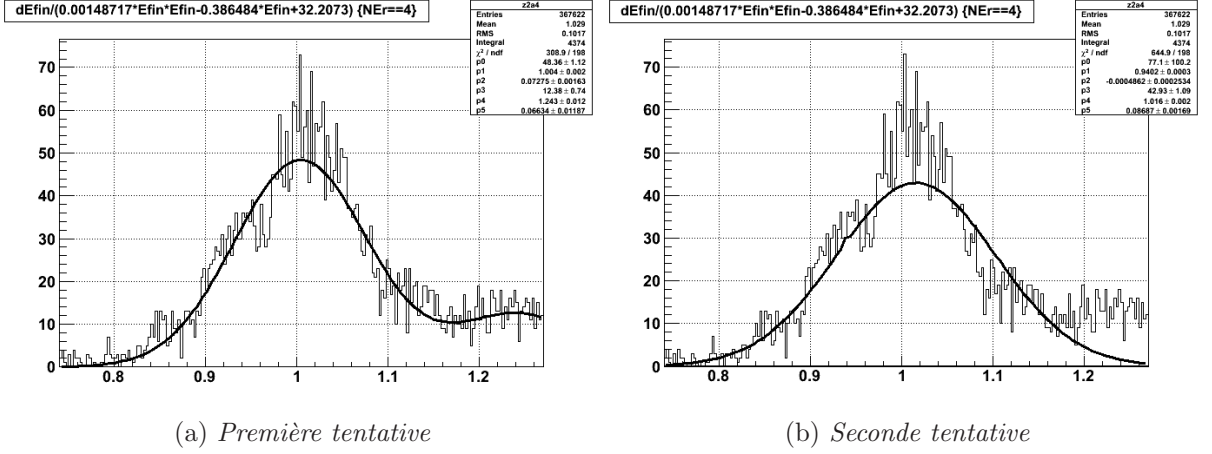 dEfin/(0.00148717*Efin*Efin-0.386484*Efin+32.2073) {NEr==4}
z2a4
Entries 367622
Mean 1.029
RMS 0.1017
Integral 4374
χ² / ndf 308.9 / 198
p0 48.36 ± 1.12
p1 1.004 ± 0.002
p2 0.07275 ± 0.00163
p3 12.38 ± 0.74
p4 1.243 ± 0.012
p5 0.06634 ± 0.01187
70
60
50
40
30
20
10
0
0.8 0.9 1 1.1 1.2
(a) Première tentative
dEfin/(0.00148717*Efin*Efin-0.386484*Efin+32.2073) {NEr==4}
z2a4
Entries 367622
Mean 1.029
RMS 0.1017
Integral 4374
χ² / ndf 644.9 / 198
p0 77.1 ± 100.2
p1 0.9402 ± 0.0003
p2 -0.0004862 ± 0.0002534
p3 42.93 ± 1.09
p4 1.016 ± 0.002
p5 0.08687 ± 0.00169
70
60
50
40
30
20
10
0
0.8 0.9 1 1.1 1.2
(b) Seconde tentative